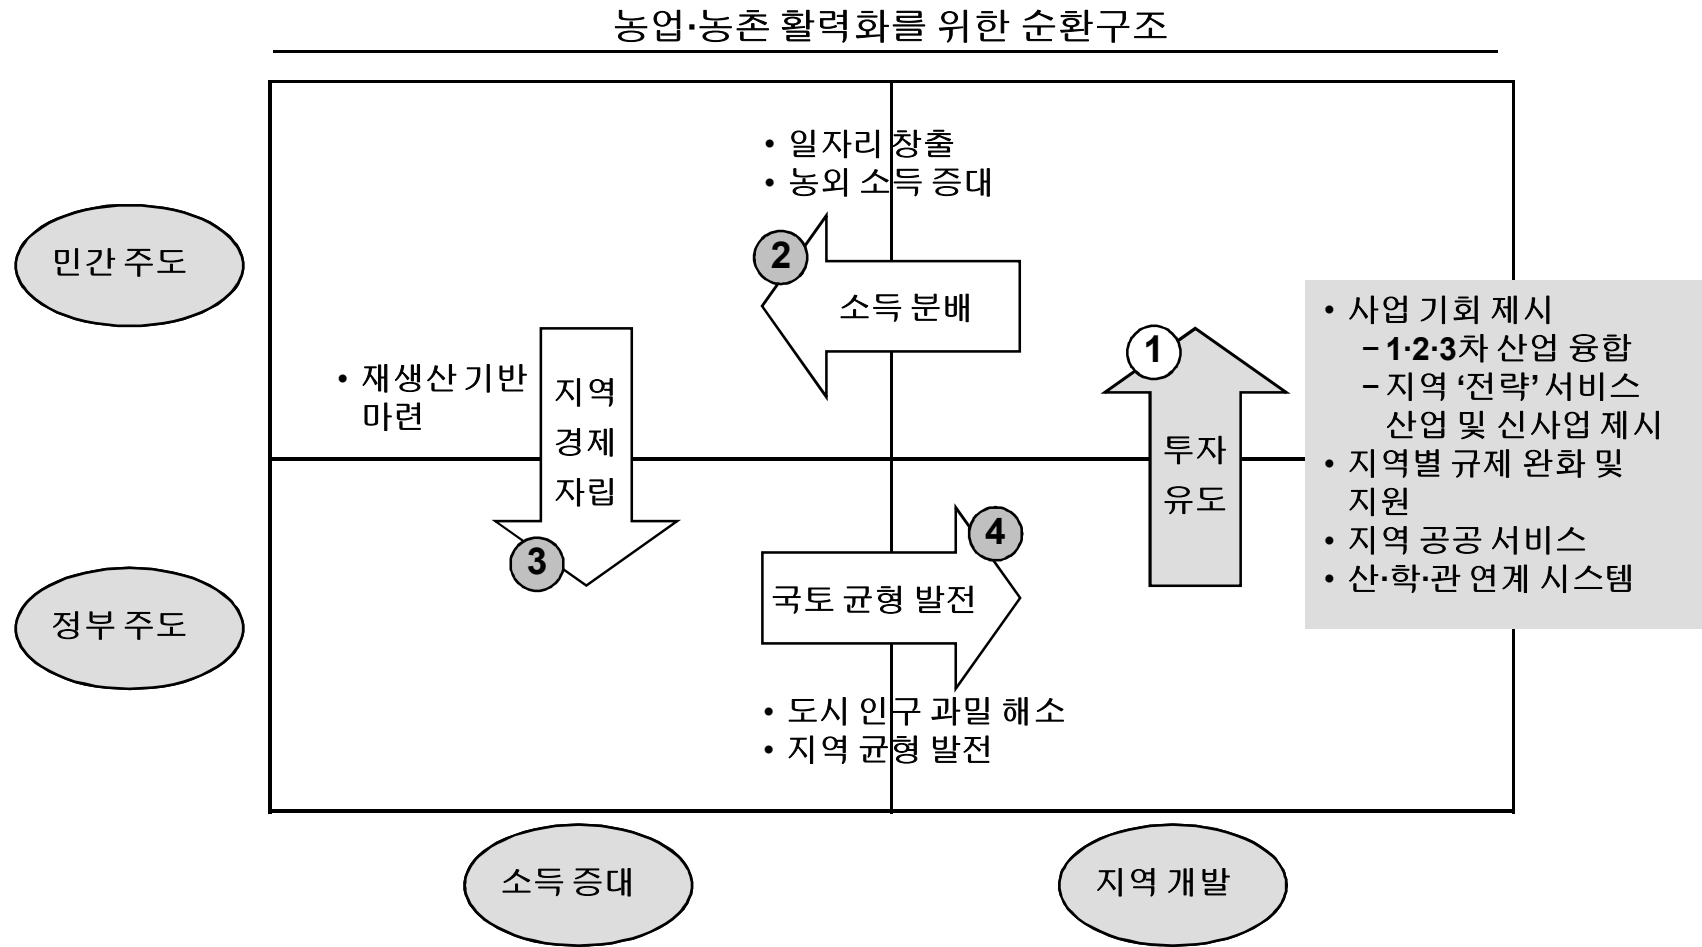 농업·농촌 활력화를 위한 순환구조
• 일자리 창출
• 농외 소득 증대
민간 주도
2
소득 분배
1
투자
유도
• 사업 기회 제시
– 1·2·3차 산업 융합
– 지역 ‘전략’ 서비스
산업 및 신사업 제시
• 지역별 규제 완화 및
지원
• 지역 공공 서비스
• 산·학·관 연계 시스템
• 재생산 기반
마련
지역
경제
자립
3
4
국토 균형 발전
정부 주도
• 도시 인구 과밀 해소
• 지역 균형 발전
소득 증대
지역 개발